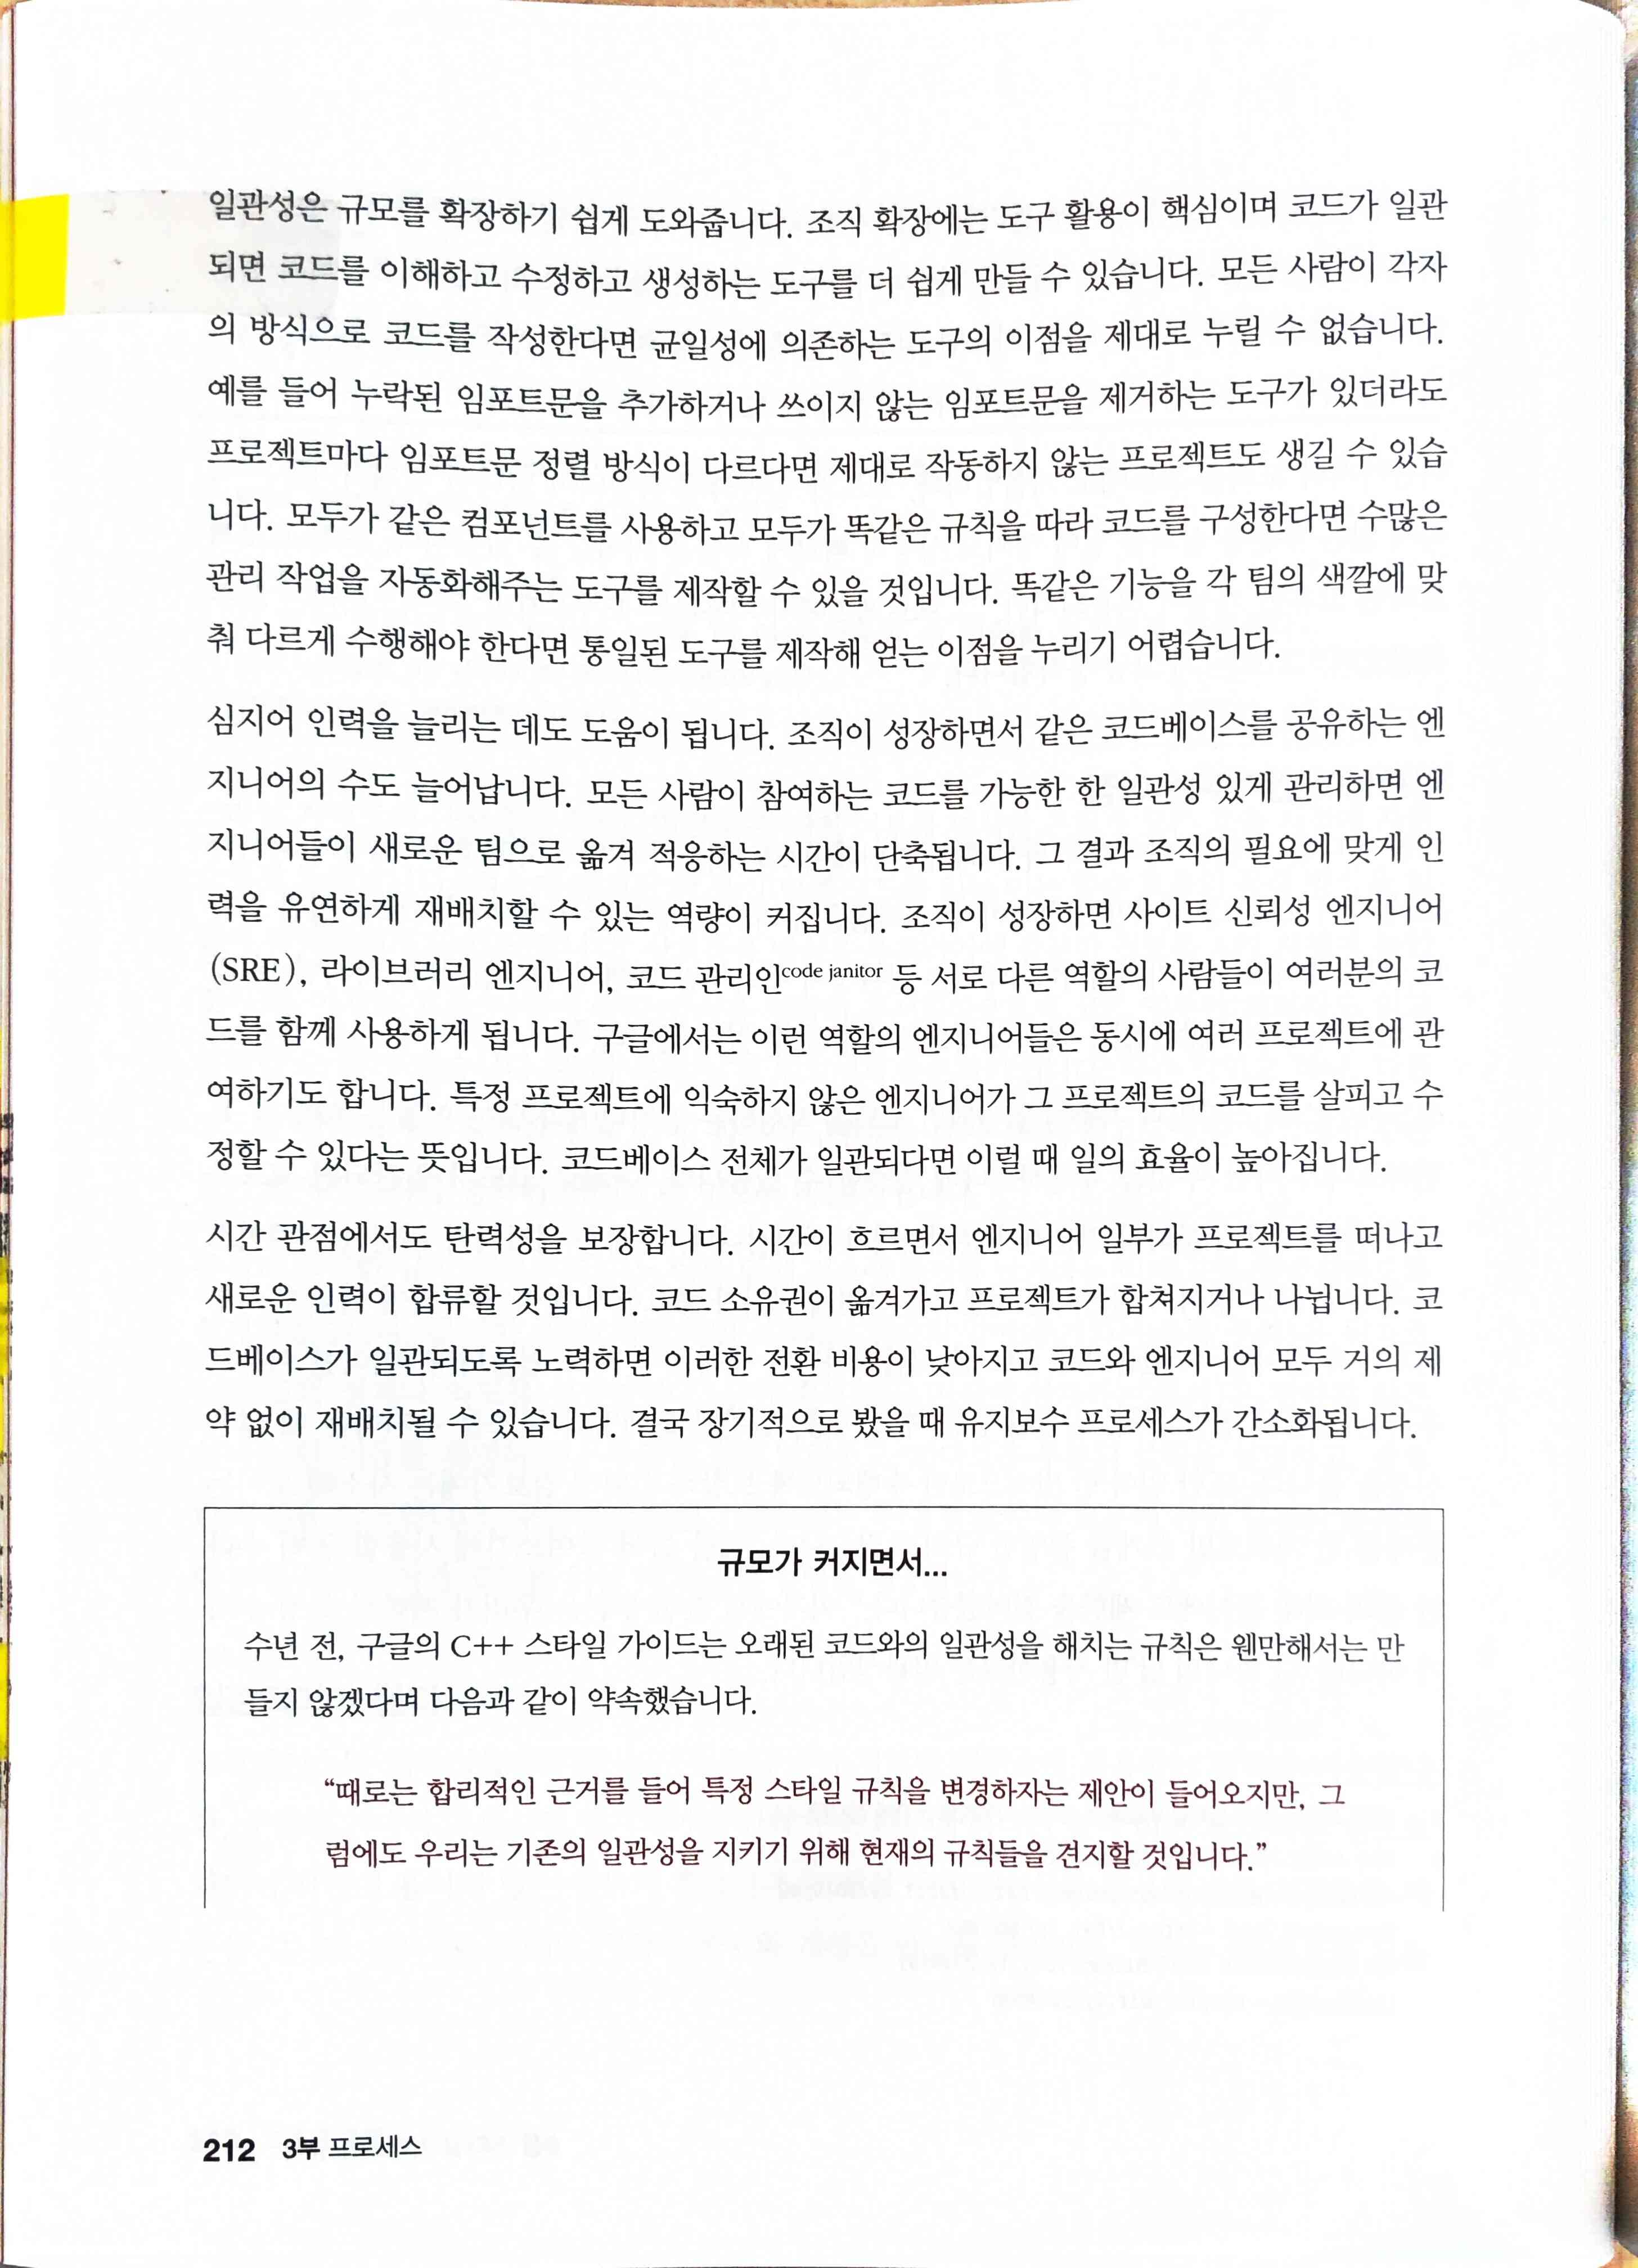 일관성은 규모를 확장하기 쉽게 도와줍니다. 조직 확장에는 도구 활용이 핵심이며 코드가 일관
되면 코드를 이해하고 수정하고 생성하는 도구를 더 쉽게 만들 수 있습니다. 모든 사람이 각자
의 방식으로 코드를 작성한다면 균일성에 의존하는 도구의 이점을 제대로 누릴 수 없습니다.
예를 들어 누락된 임포트문을 추가하거나 쓰이지 않는 임포트문을 제거하는 도구가 있더라도
프로젝트마다 임포트문 정렬 방식이 다르다면 제대로 작동하지 않는 프로젝트도 생길 수 있습
니다. 모두가 같은 컴포넌트를 사용하고 모두가 똑같은 규칙을 따라 코드를 구성한다면 수많은
관리 작업을 자동화해주는 도구를 제작할 수 있을 것입니다. 똑같은 기능을 각 팀의 색깔에 맞
춰 다르게 수행해야 한다면 통일된 도구를 제작해 얻는 이점을 누리기 어렵습니다.
심지어 인력을 늘리는 데도 도움이 됩니다. 조직이 성장하면서 같은 코드베이스를 공유하는 엔
지니어의 수도 늘어납니다. 모든 사람이 참여하는 코드를 가능한 한 일관성 있게 관리하면 엔
지니어들이 새로운 팀으로 옮겨 적응하는 시간이 단축됩니다. 그 결과 조직의 필요에 맞게 인
력을 유연하게 재배치할 수 있는 역량이 커집니다. 조직이 성장하면 사이트 신뢰성 엔지니어
(SRE), 라이브러리 엔지니어, 코드 관리인code janitor 등 서로 다른 역할의 사람들이 여러분의 코
드를 함께 사용하게 됩니다. 구글에서는 이런 역할의 엔지니어들은 동시에 여러 프로젝트에 관
여하기도 합니다. 특정 프로젝트에 익숙하지 않은 엔지니어가 그 프로젝트의 코드를 살피고 수
정할 수 있다는 뜻입니다. 코드베이스 전체가 일관되다면 이럴 때 일의 효율이 높아집니다.
시간 관점에서도 탄력성을 보장합니다. 시간이 흐르면서 엔지니어 일부가 프로젝트를 떠나고
새로운 인력이 합류할 것입니다. 코드 소유권이 옮겨가고 프로젝트가 합쳐지거나 나뉩니다. 코
드베이스가 일관되도록 노력하면 이러한 전환 비용이 낮아지고 코드와 엔지니어 모두 거의 제
약 없이 재배치될 수 있습니다. 결국 장기적으로 봤을 때 유지보수 프로세스가 간소화됩니다.
규모가 커지면서...
수년 전, 구글의 C++ 스타일 가이드는 오래된 코드와의 일관성을 해치는 규칙은 웬만해서는 만
들지 않겠다며 다음과 같이 약속했습니다.
“때로는 합리적인 근거를 들어 특정 스타일 규칙을 변경하자는 제안이 들어오지만, 그
럼에도 우리는 기존의 일관성을 지키기 위해 현재의 규칙들을 견지할 것입니다.”
212 3부 프로세스